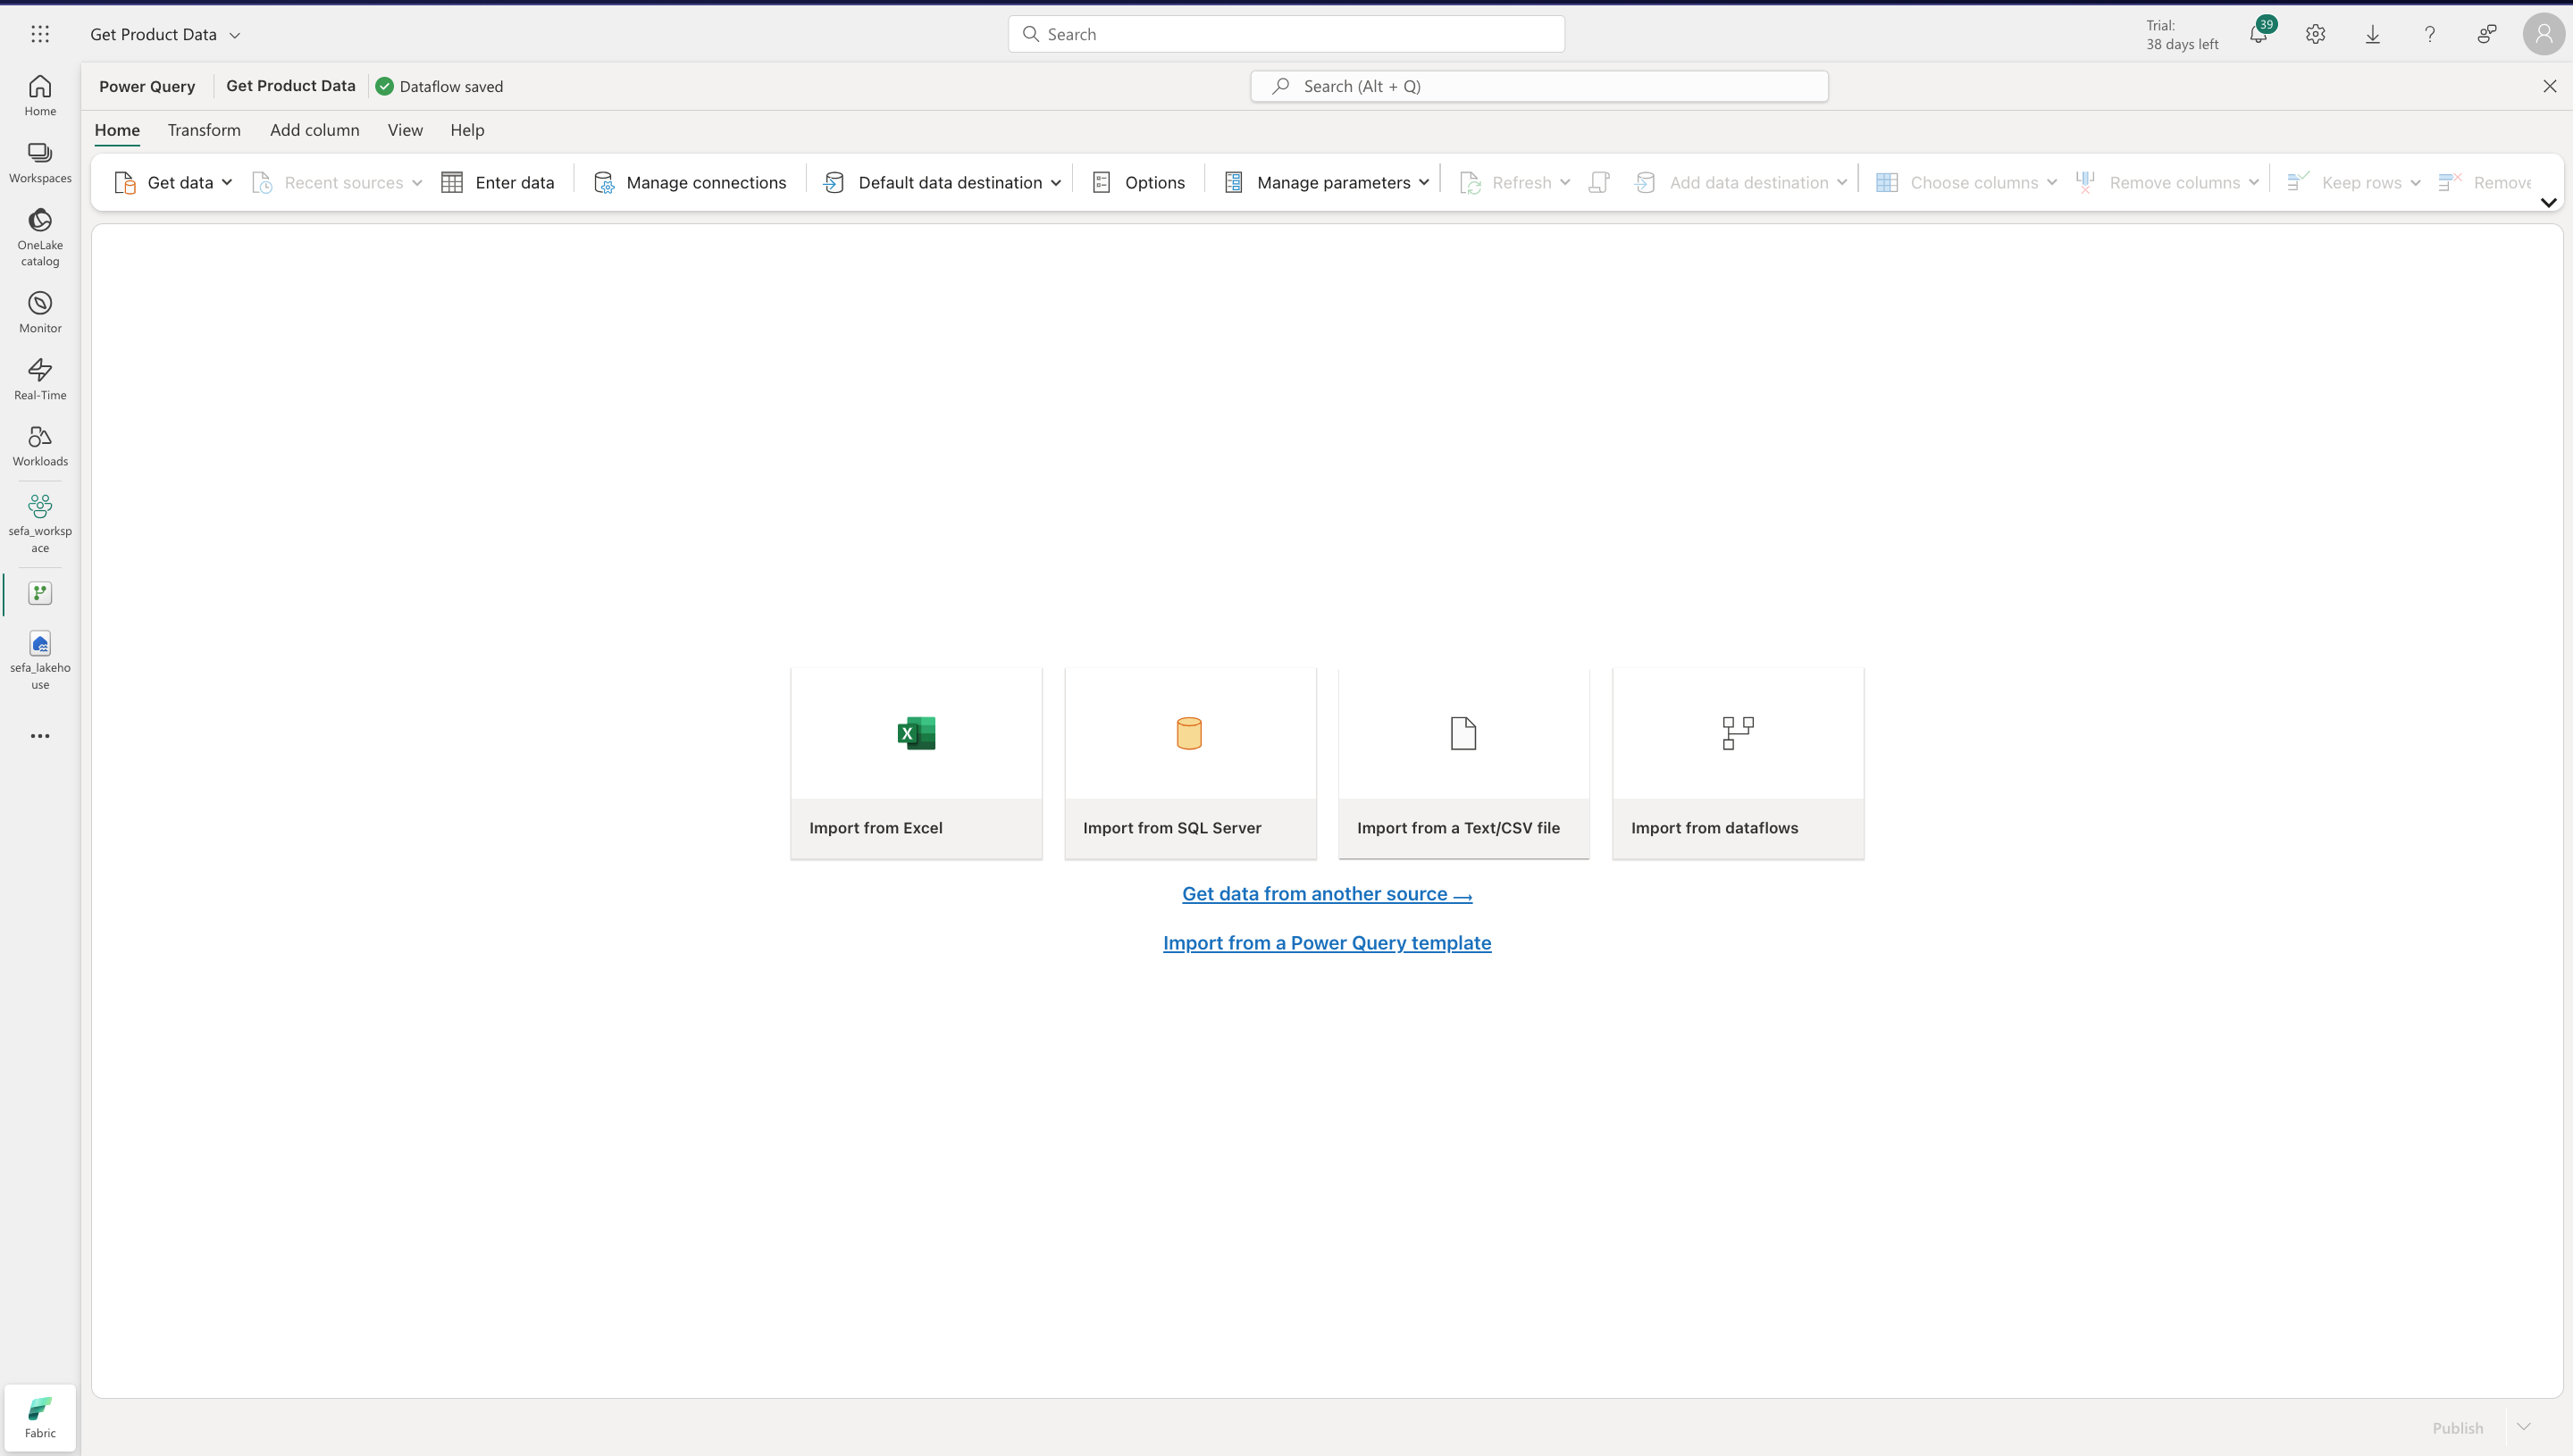 Get Product Data
Search
Trial:
38 days left
39
Home
Workspaces
OneLake
catalog
Monitor
Real-Time
Workloads
sefa_worksp
ace
sefa_lakeho
use
Fabric
Power Query
Get Product Data
Dataflow saved
Search (Alt + Q)
Home Transform Add column View Help
Get data Recent sources Enter data Manage connections Default data destination Options Manage parameters Refresh Add data destination Choose columns Remove columns Keep rows Remove
Import from Excel
Import from SQL Server
Import from a Text/CSV file
Import from dataflows
Get data from another source →
Import from a Power Query template
Publish